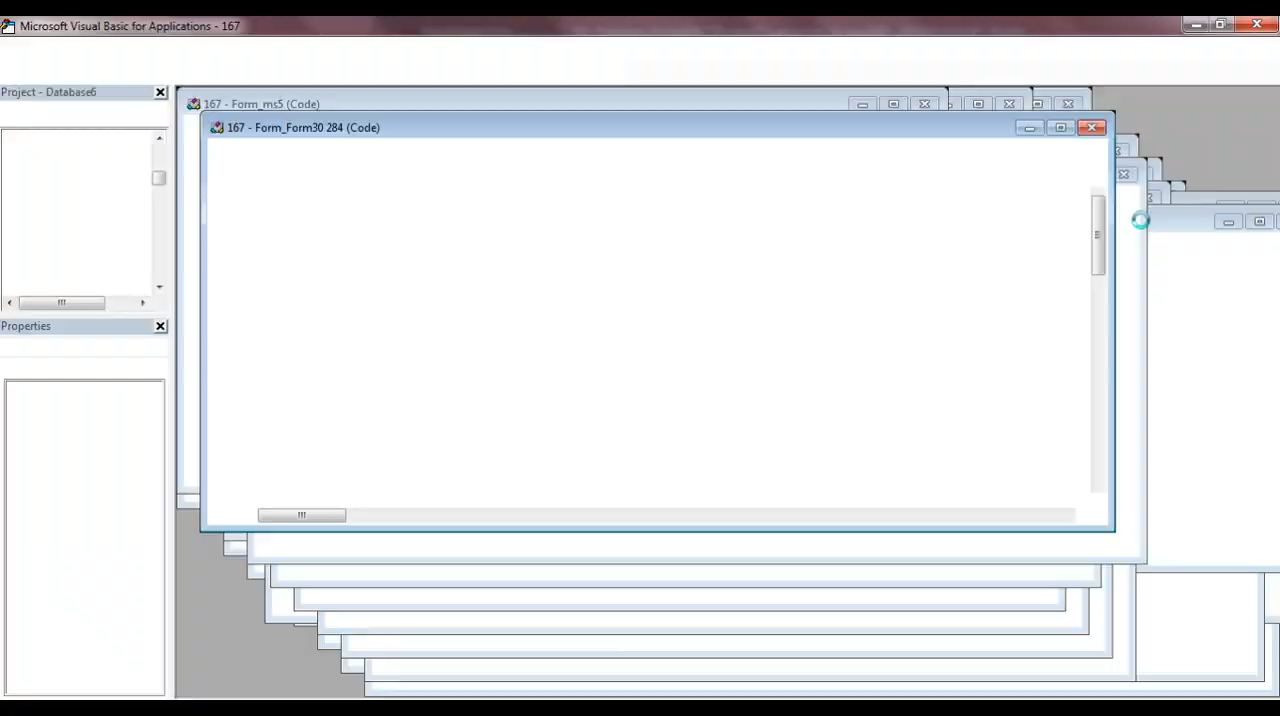 Microsoft Visual Basic for Applications - 167
Project - Database6
167 - Form_ms5 (Code)
167 - Form_Form30 284 (Code)
Properties